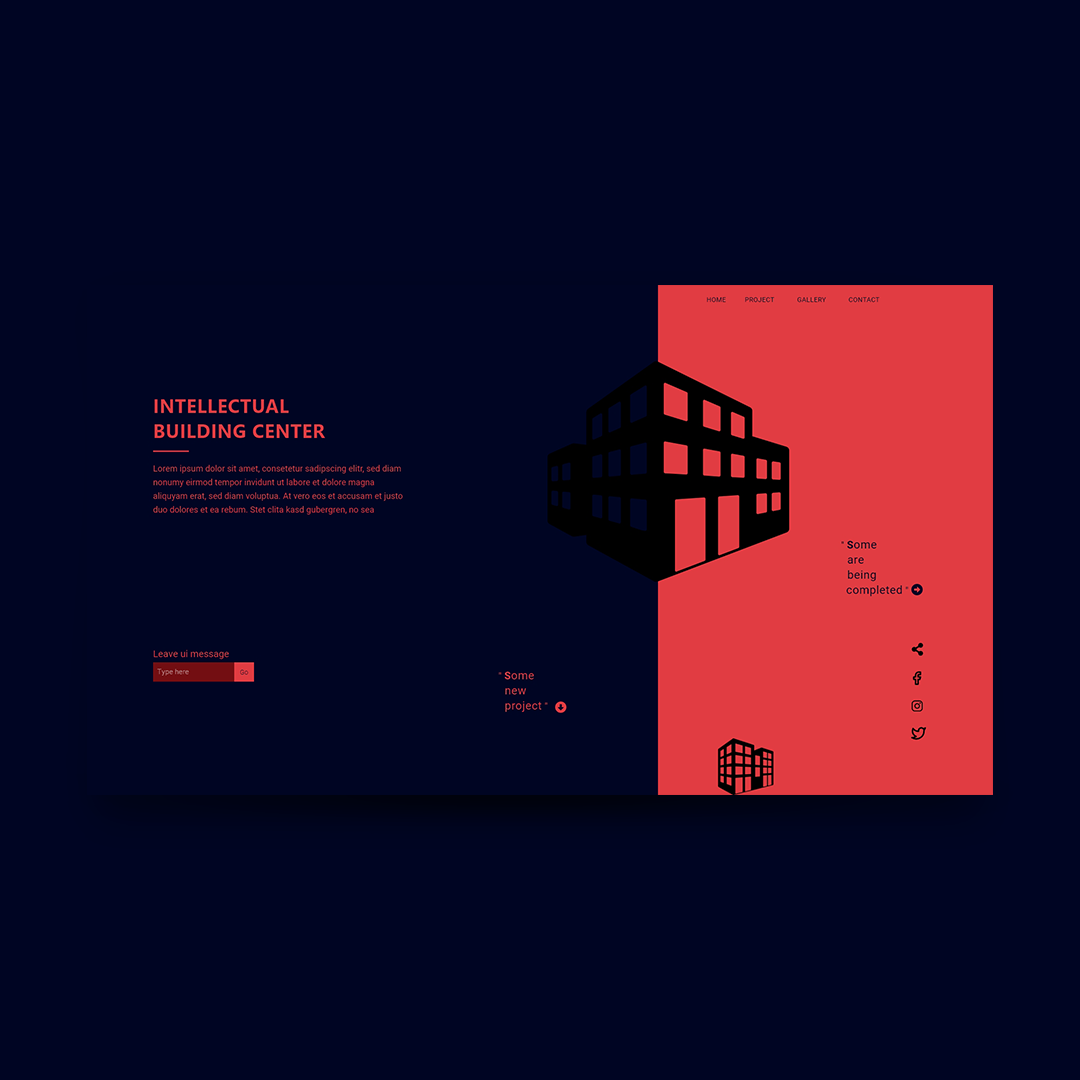 HOME PROJECT GALLERY CONTACT
INTELLECTUAL
BUILDING CENTER
Lorem ipsum dolor sit amet, consetetur sadipscing elitr, sed diam
nonumy eirmod tempor invidunt ut labore et dolore magna
aliquyam erat, sed diam voluptua. At vero eos et accusam et justo
duo dolores et ea rebum. Stet clita kasd gubergren, no sea
" Some
are
being
completed "
Leave ui message
Type here Go
" Some
new
project "